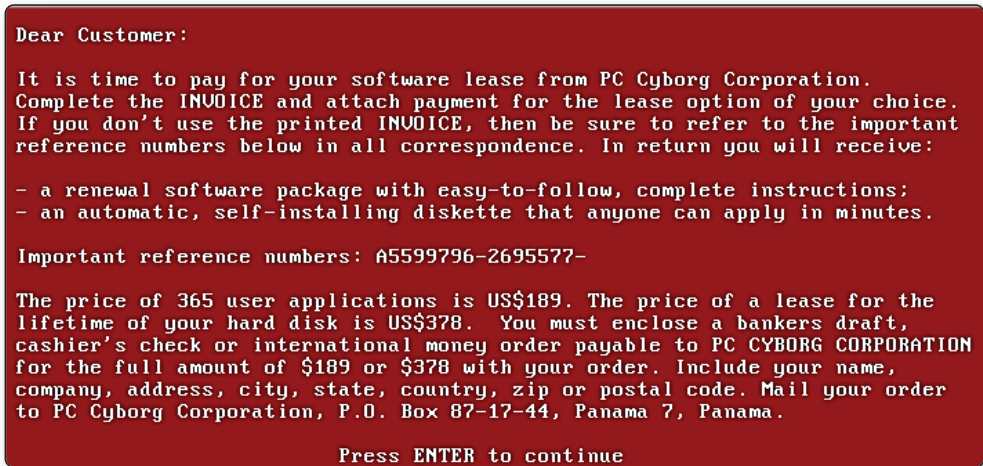 Dear Customer:
It is time to pay for your software lease from PC Cyborg Corporation.
Complete the INVOICE and attach payment for the lease option of your choice.
If you don't use the printed INVOICE, then be sure to refer to the important
reference numbers below in all correspondence. In return you will receive:
- a renewal software package with easy-to-follow, complete instructions;
- an automatic, self-installing diskette that anyone can apply in minutes.
Important reference numbers: A5599796-2695577-
The price of 365 user applications is US$189. The price of a lease for the
lifetime of your hard disk is US$378.  You must enclose a bankers draft,
cashier's check or international money order payable to PC CYBORG CORPORATION
for the full amount of $189 or $378 with your order. Include your name,
company, address, city, state, country, zip or postal code. Mail your order
to PC Cyborg Corporation, P.O. Box 87-17-44, Panama 7, Panama.
Press ENTER to continue